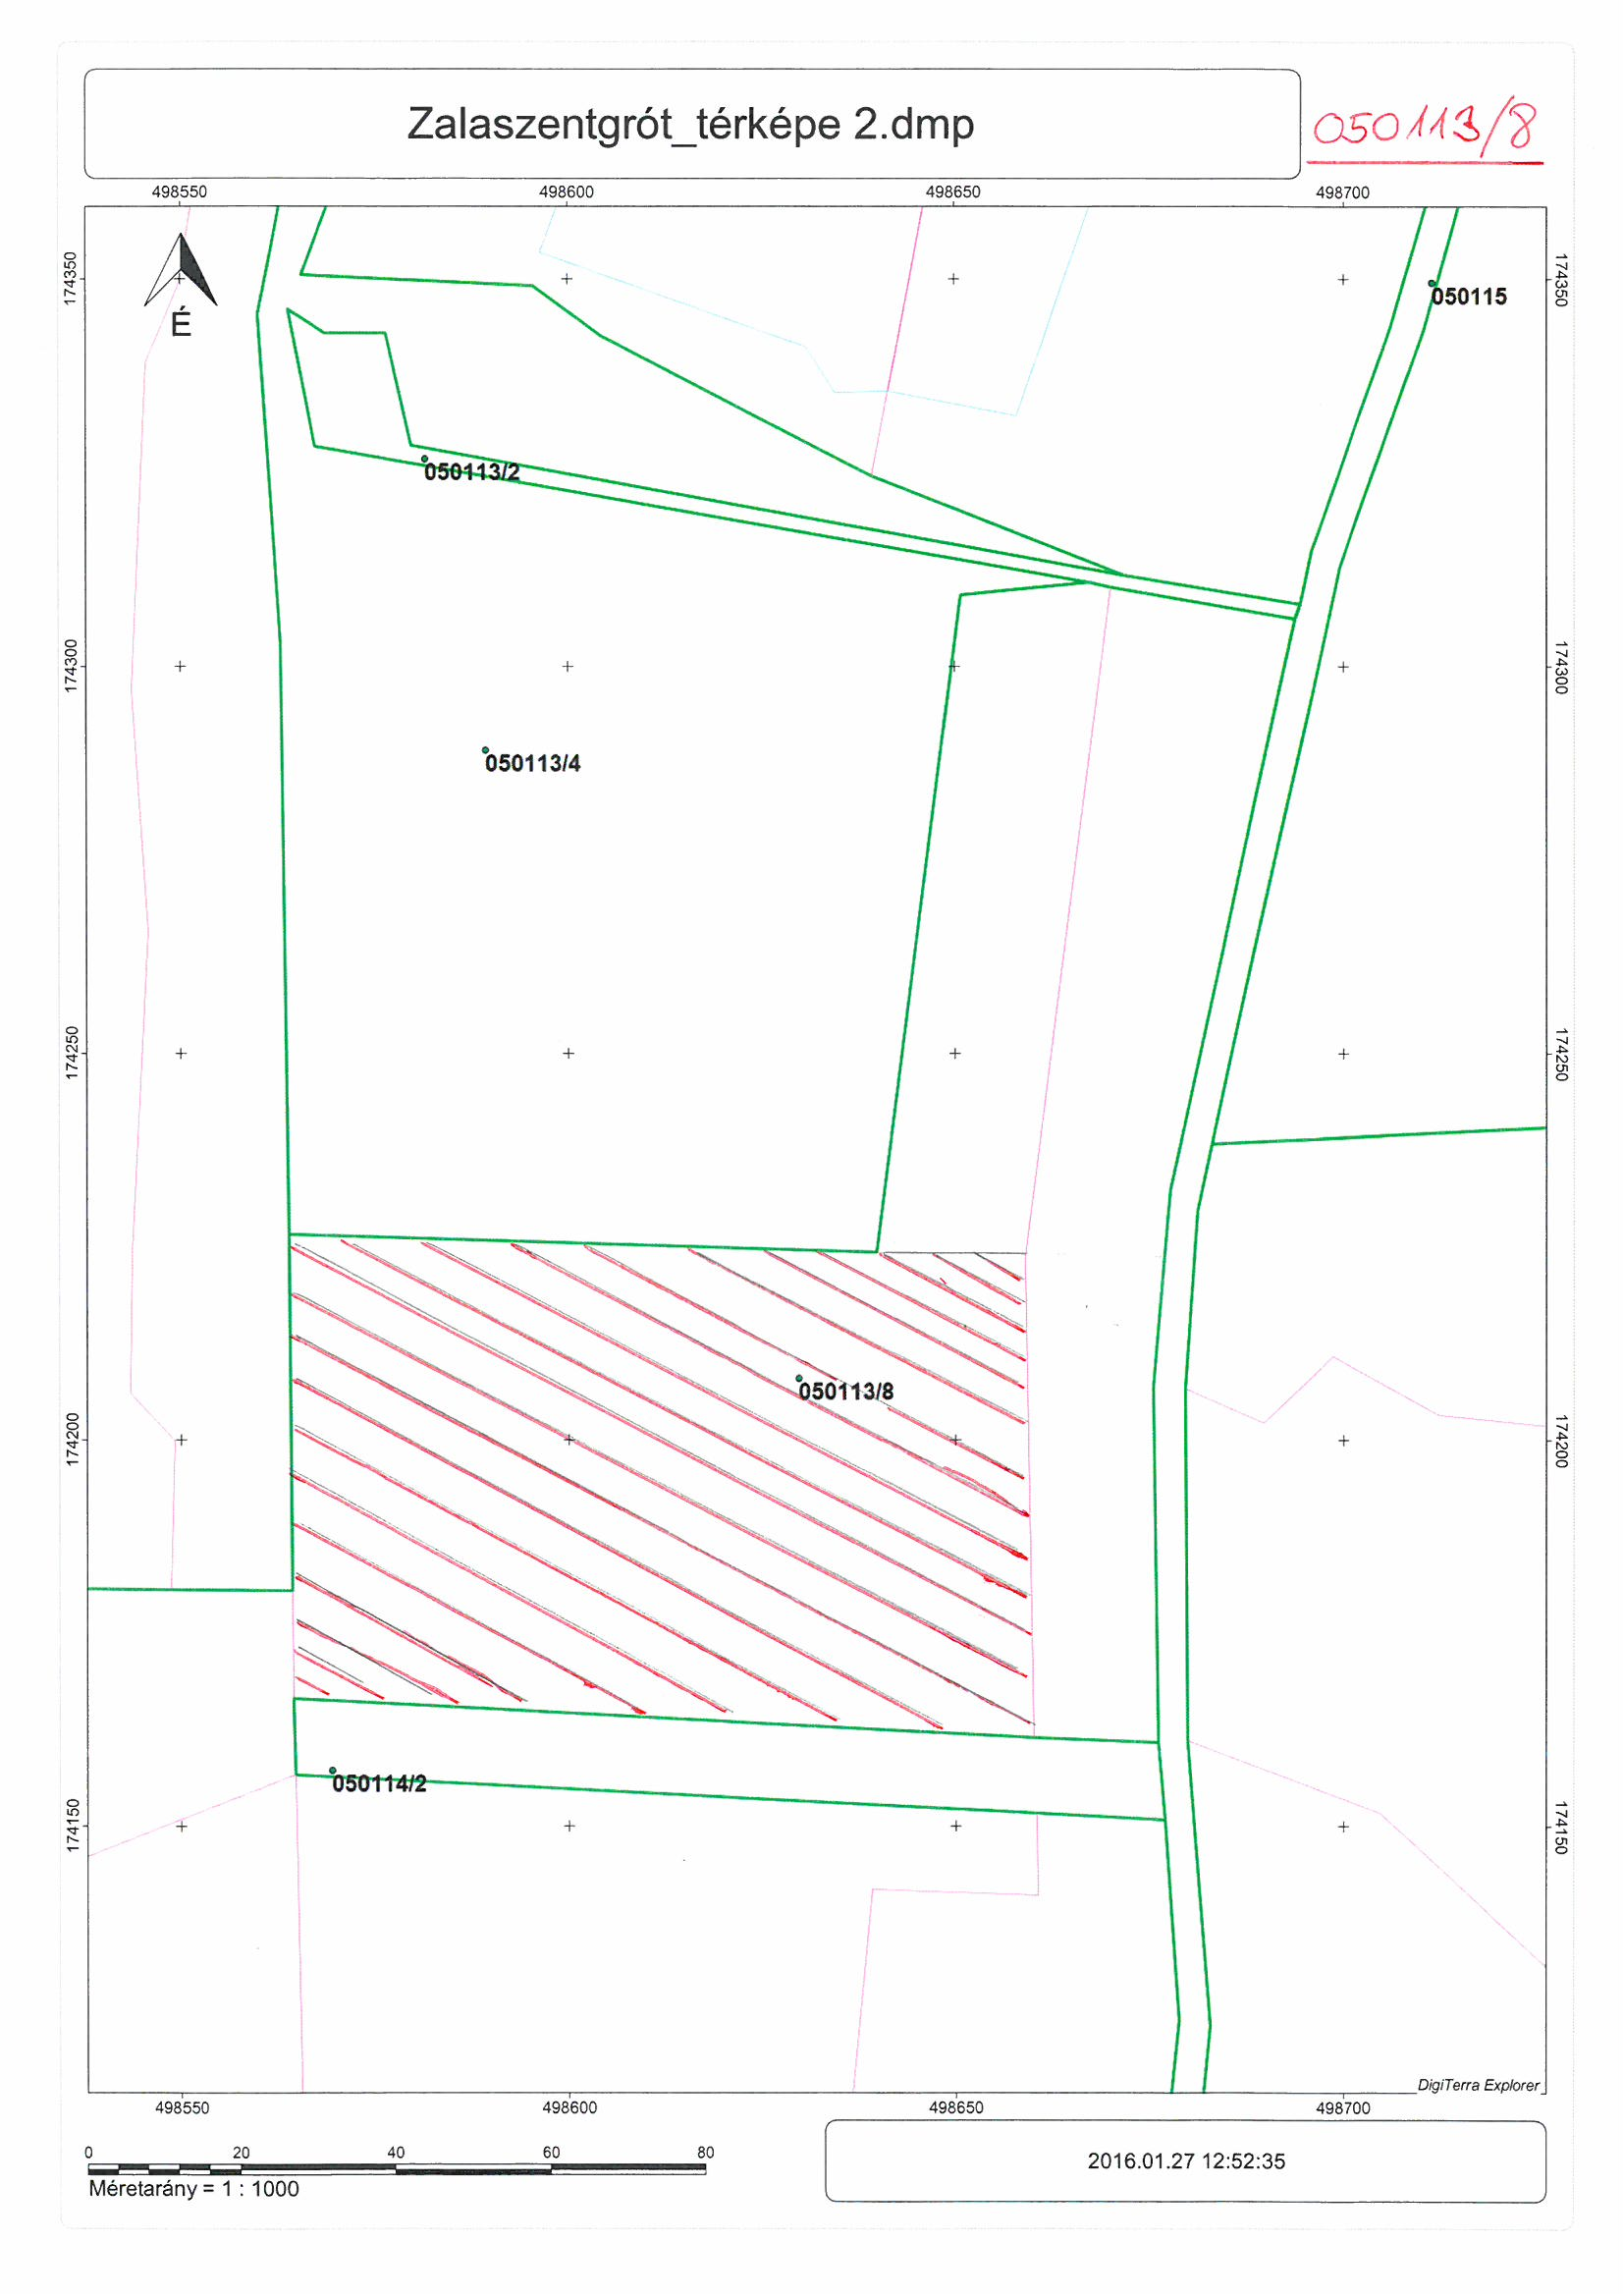 Zalaszentgrót_térképe 2.dmp
050113/8
498550 498600 498650 498700
174350 174350
É
050115
050113/2
174300 174300
050113/4
174250 174250
050113/8
174200 174200
050114/2
174150 174150
DigiTerra Explorer
498550 498600 498650 498700
0 20 40 60 80
Méretarány = 1 : 1000
2016.01.27 12:52:35